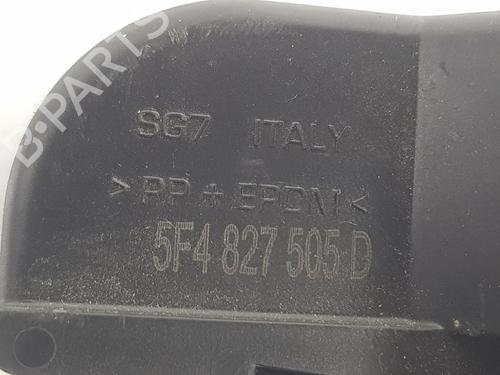 B-PARTS
SG7 ITALY
> PP + EPDM <
5F4 827 505 D